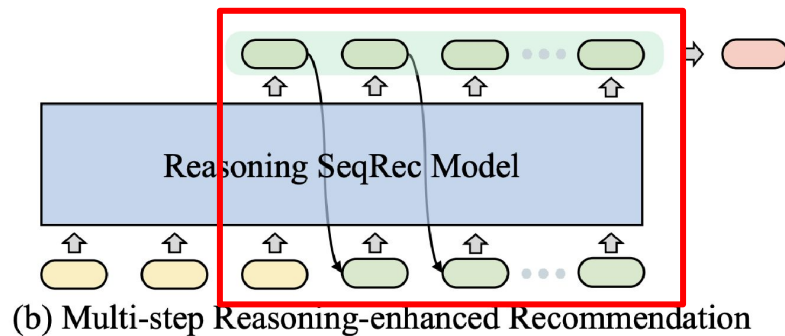 Reasoning SeqRec Model
(b) Multi-step Reasoning-enhanced Recommendation